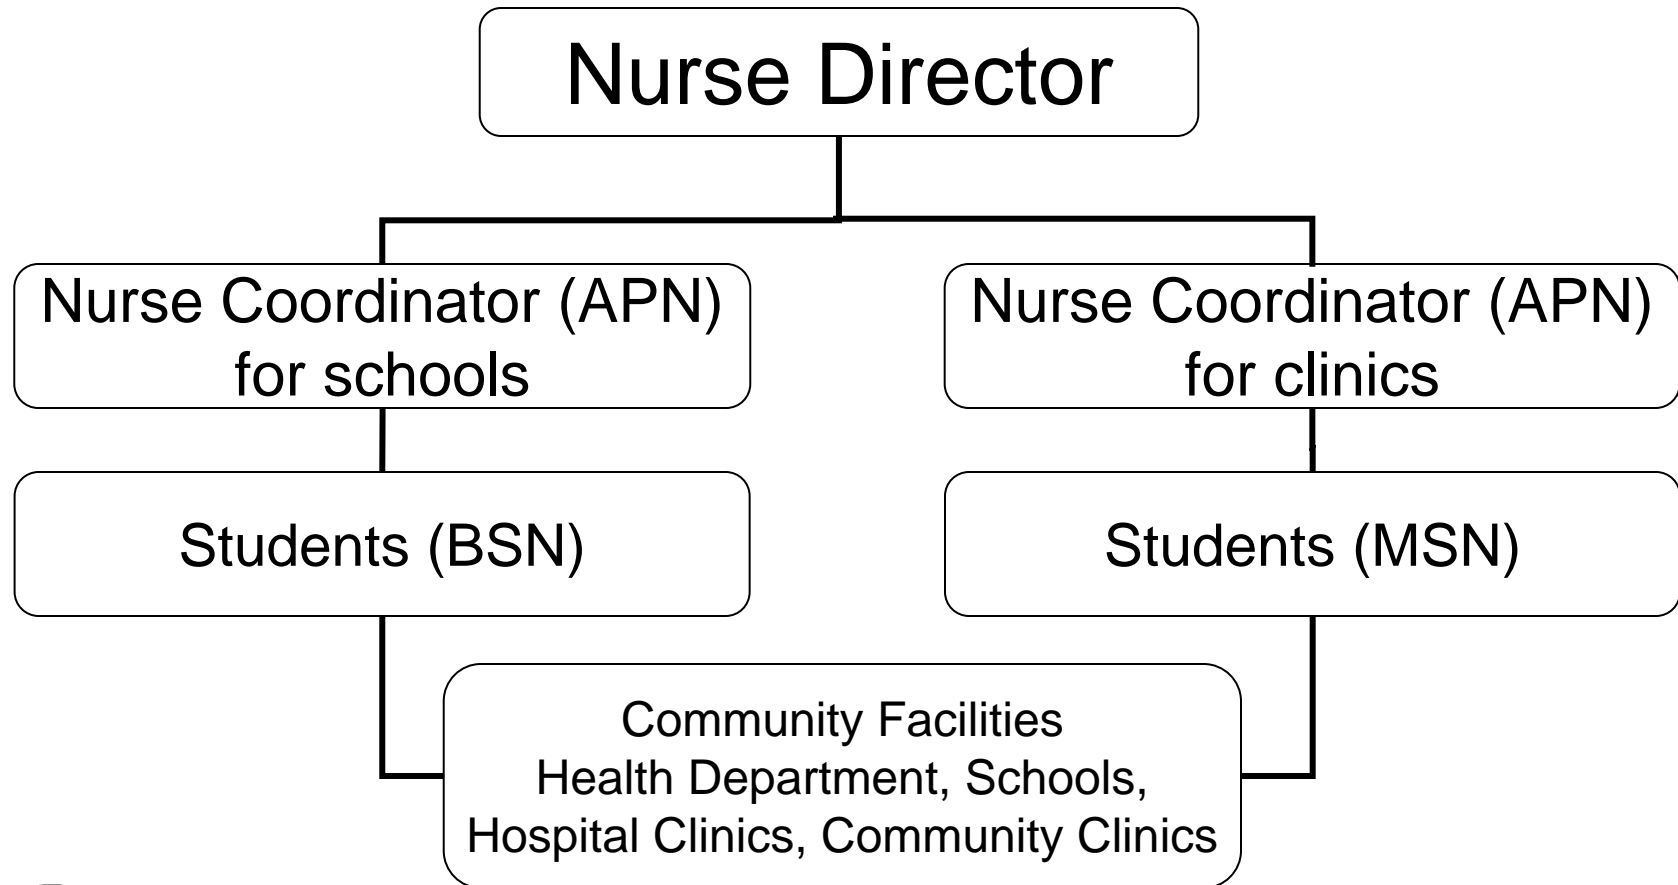 Nurse Director
Nurse Coordinator (APN)
for schools
Nurse Coordinator (APN)
for clinics
Students (BSN)
Students (MSN)
Community Facilities
Health Department, Schools,
Hospital Clinics, Community Clinics